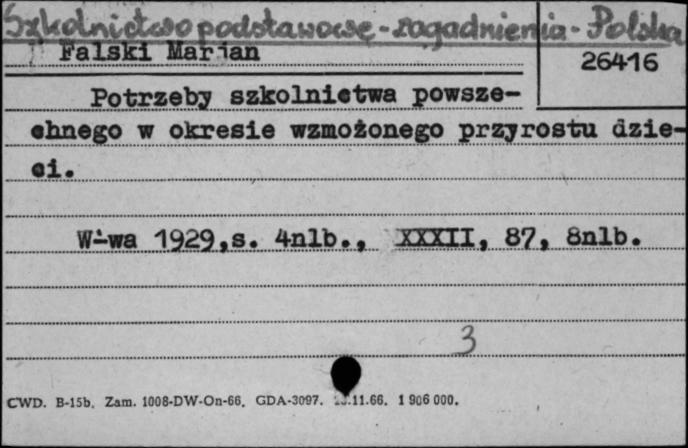 Szkolnictwo podstawowe - zagadnienia - Polska
Falski Marian
26416
Potrzeby szkolnictwa powsze-
chnego w okresie wzmożonego przyrostu dzie-
ci.
W-wa 1929,s. 4nlb., XXXII, 87, 8nlb.
3
CWD. B-15b. Zam. 1008-DW-On-66. GDA-3097. .11.66. 1 906 000.